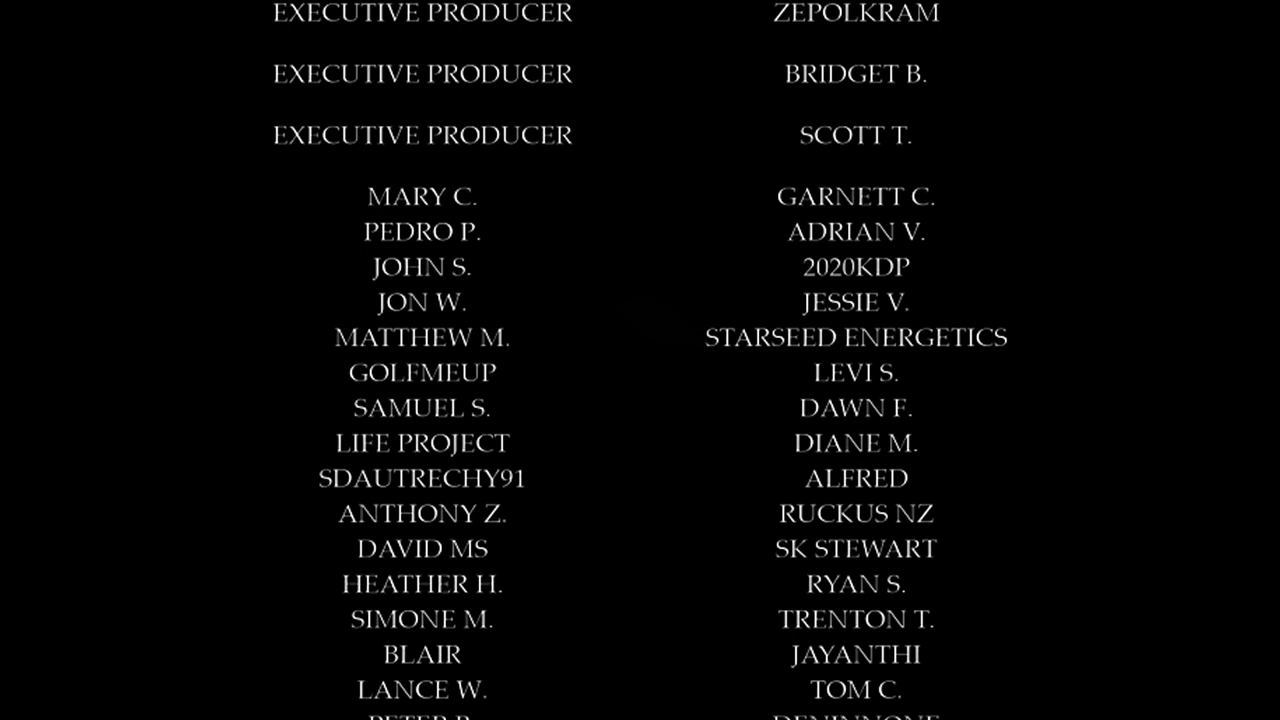 EXECUTIVE PRODUCER ZEPOLKRAM
EXECUTIVE PRODUCER BRIDGET B.
EXECUTIVE PRODUCER SCOTT T.
MARY C. GARNETT C.
PEDRO P. ADRIAN V.
JOHN S. 2020KDP
JON W. JESSIE V.
MATTHEW M. STARSEED ENERGETICS
GOLFMEUP LEVI S.
SAMUEL S. DAWN F.
LIFE PROJECT DIANE M.
SDAUTRECHY91 ALFRED
ANTHONY Z. RUCKUS NZ
DAVID MS SK STEWART
HEATHER H. RYAN S.
SIMONE M. TRENTON T.
BLAIR JAYANTHI
LANCE W. TOM C.